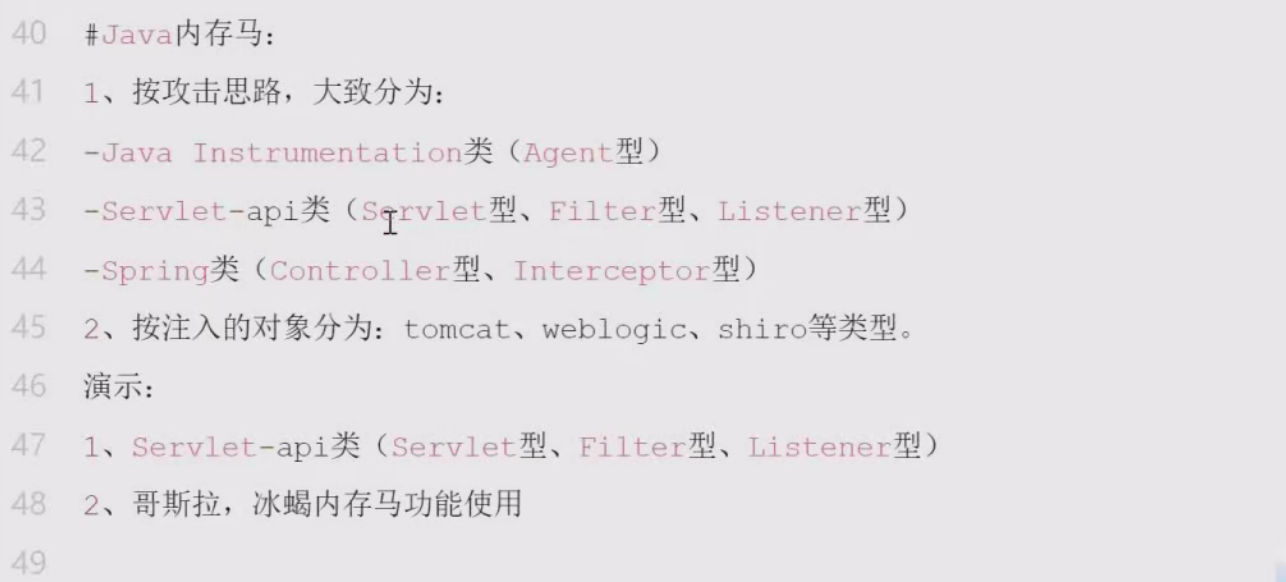 40 #Java内存马:
41 1、按攻击思路，大致分为:
42 -Java Instrumentation类（Agent型）
43 -Servlet-api类（Servlet型、Filter型、Listener型）
44 -Spring类（Controller型、Interceptor型）
45 2、按注入的对象分为: tomcat、weblogic、shiro等类型。
46 演示:
47 1、Servlet-api类（Servlet型、Filter型、Listener型）
48 2、哥斯拉，冰蝎内存马功能使用
49